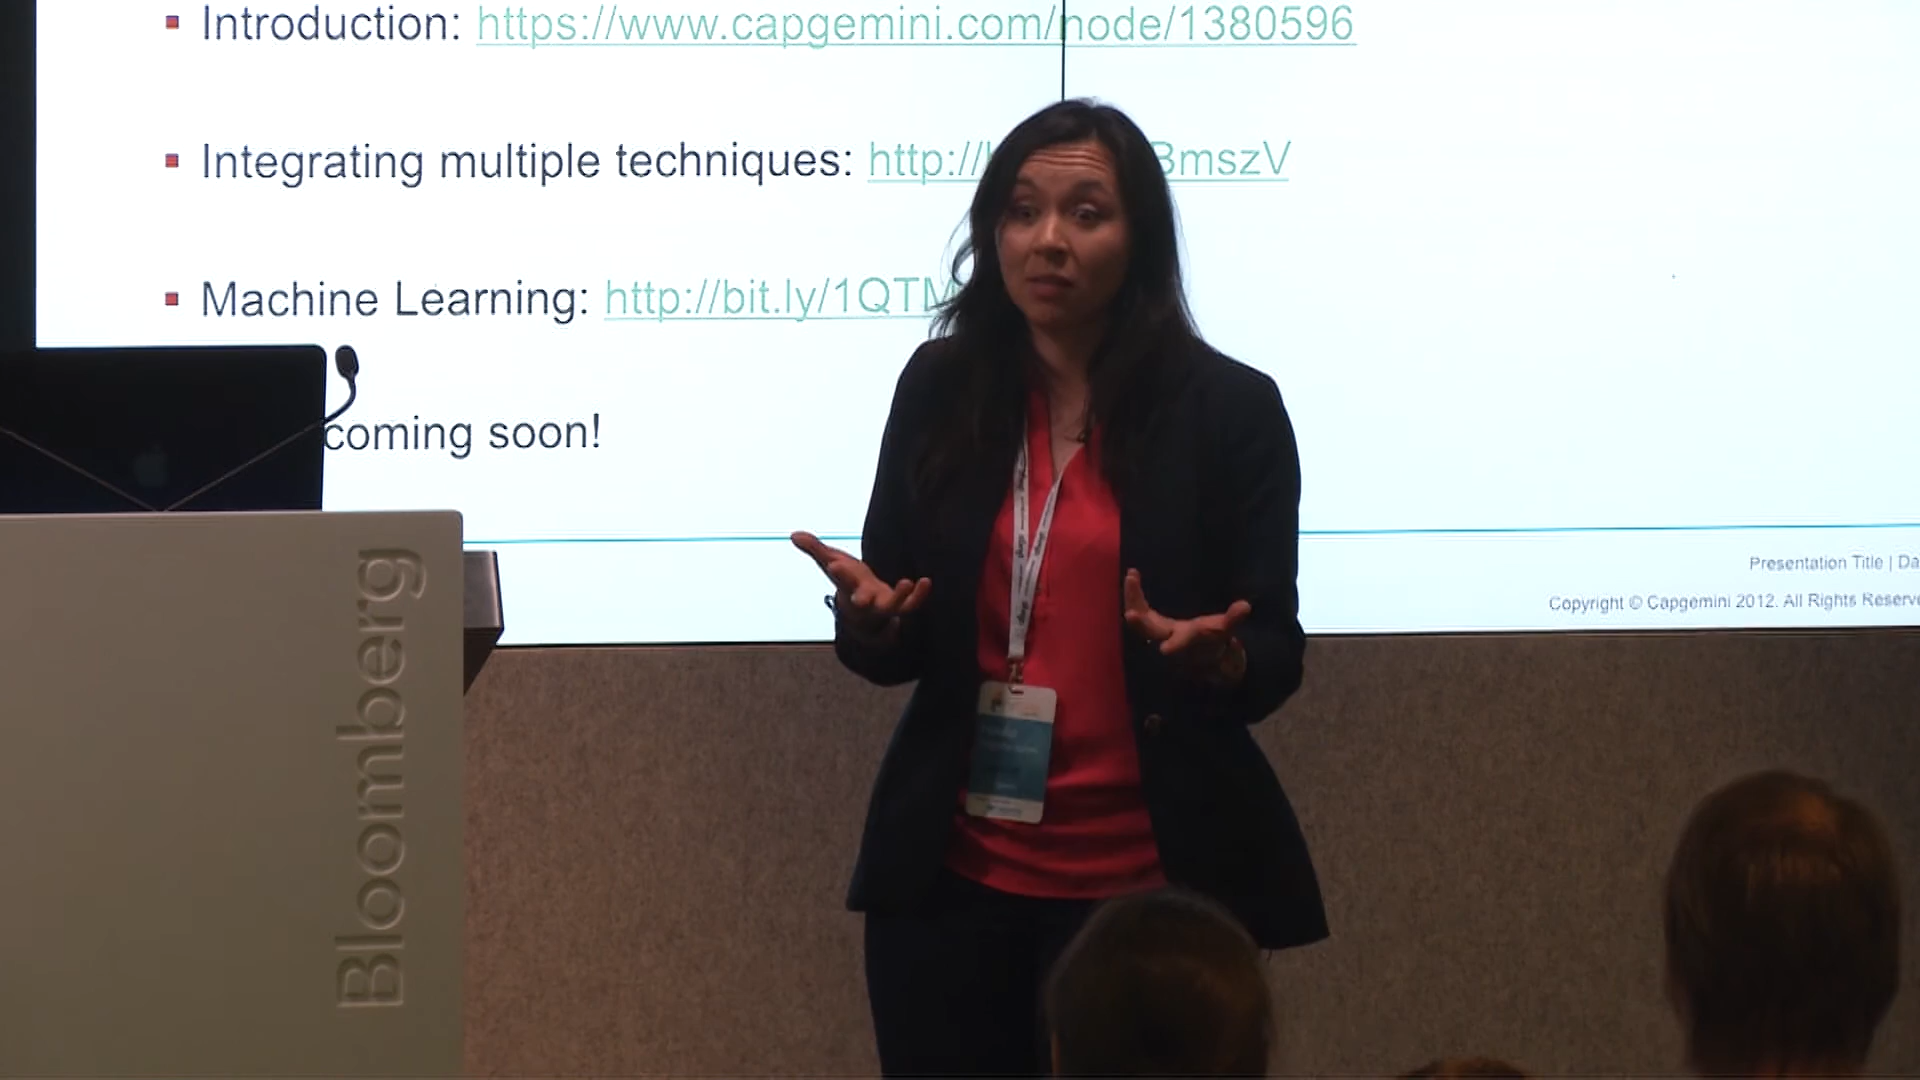 Introduction: https://www.capgemini.com/node/1380596
Integrating multiple techniques: http:// BmszV
Machine Learning: http://bit.ly/1QTM
coming soon!
Presentation Title | Da
Copyright © Capgemini 2012. All Rights Reserve
Bloomberg